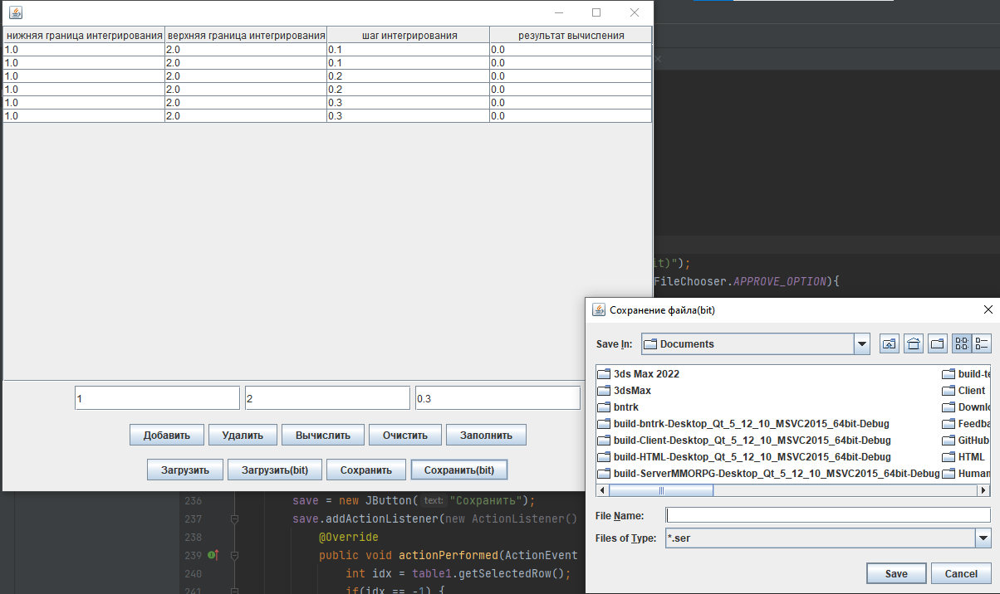 нижняя граница интегрирования верхняя граница интегрирования шаг интегрирования результат вычисления
1.0 2.0 0.1 0.0
1.0 2.0 0.1 0.0
1.0 2.0 0.2 0.0
1.0 2.0 0.2 0.0
1.0 2.0 0.3 0.0
1.0 2.0 0.3 0.0
1 2 0.3
Добавить Удалить Вычислить Очистить Заполнить
Загрузить Загрузить(bit) Сохранить Сохранить(bit)
it)");
FileChooser.APPROVE_OPTION){
Сохранение файла(bit)
Save In: Documents
3ds Max 2022
3dsMax
bntrk
build-bntrk-Desktop_Qt_5_12_10_MSVC2015_64bit-Debug
build-Client-Desktop_Qt_5_12_10_MSVC2015_64bit-Debug
build-HTML-Desktop_Qt_5_12_10_MSVC2015_64bit-Debug
build-ServerMMORPG-Desktop_Qt_5_12_10_MSVC2015_64bit-Debug
build-te
Client
Downlo
Feedba
GitHub
HTML
Human
File Name:
Files of Type: *.ser
Save Cancel
236 save = new JButton( text: "Сохранить");
237 save.addActionListener(new ActionListener()
238 @Override
239 public void actionPerformed(ActionEvent
240 int idx = table1.getSelectedRow();
241 if(idx == -1) {